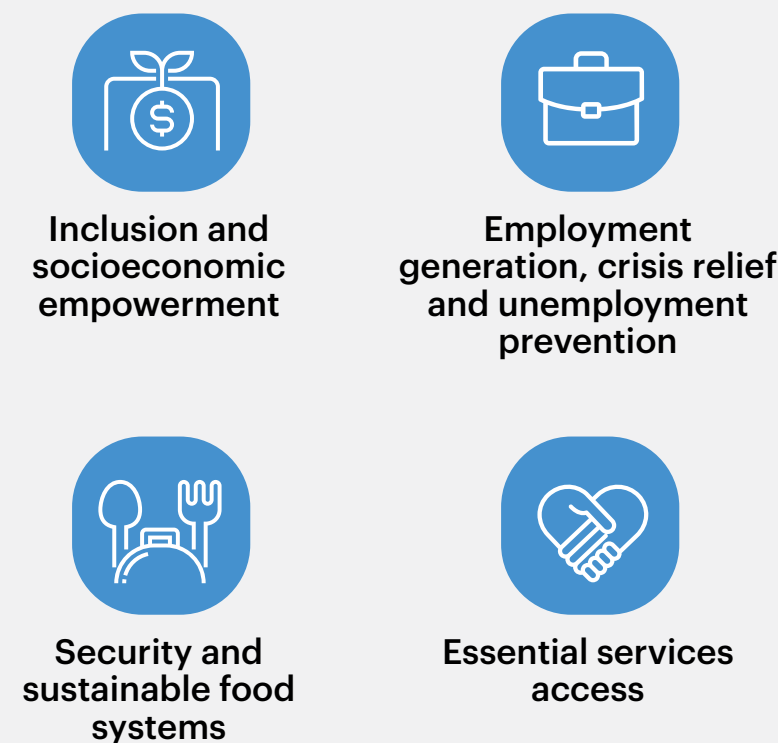 $
Inclusion and
socioeconomic
empowerment
Employment
generation, crisis relief
and unemployment
prevention
Security and
sustainable food
systems
Essential services
access